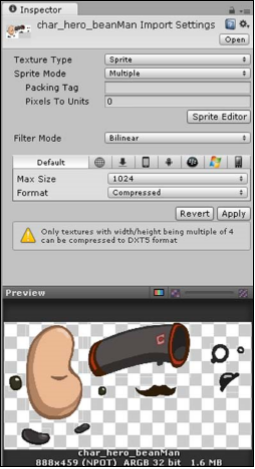 Inspector
char_hero_beanMan Import Settings
Open
Texture Type Sprite
Sprite Mode Multiple
Packing Tag
Pixels To Units 0
Sprite Editor
Filter Mode Bilinear
Default
Max Size 1024
Format Compressed
Revert Apply
Only textures with width/height being multiple of 4
can be compressed to DXT5 format
Preview
char_hero_beanMan
888x459 (NPOT) ARGB 32 bit 1.6 MB